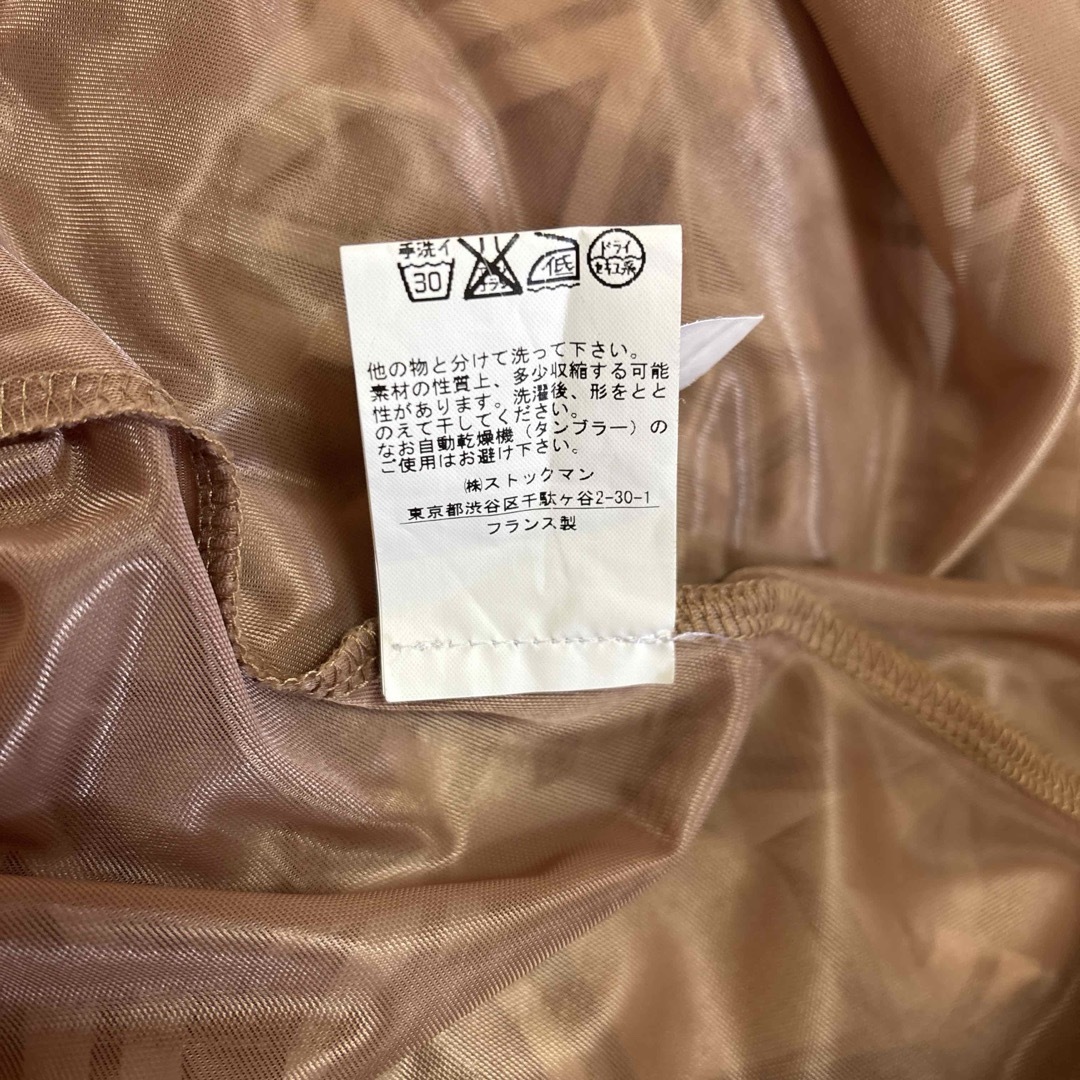 手洗イ
30
低
ドライ
セキユ系
他の物と分けて洗って下さい。
素材の性質上、多少収縮する可能
性があります。洗濯後、形をとと
のえて干してください。
なお自動乾燥機(タンブラー)の
ご使用はお避け下さい。
㈱ストックマン
東京都渋谷区千駄ヶ谷2-30-1
フランス製